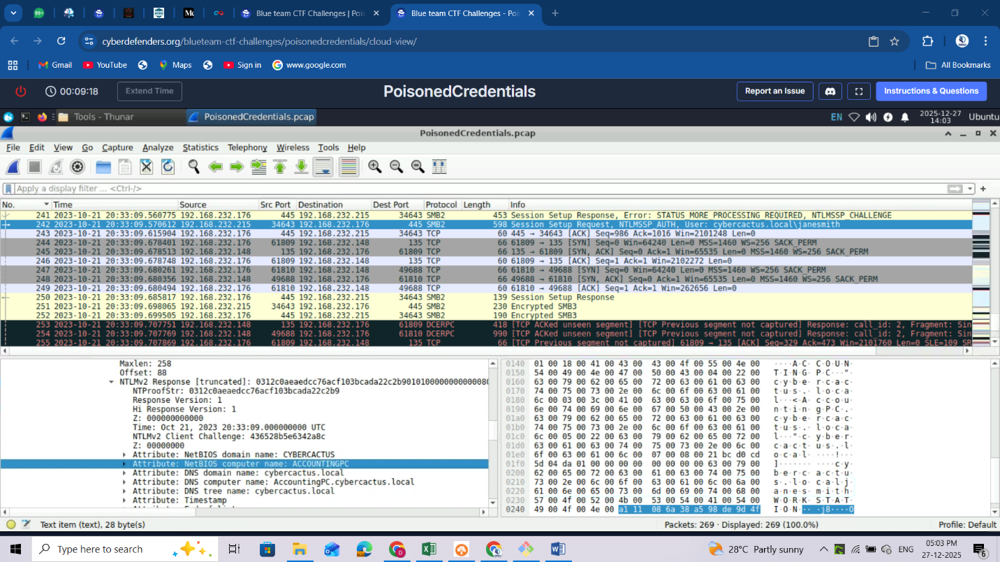 99+
M
Blue team CTF Challenges | Pois
Blue team CTF Challenges - Poi
cyberdefenders.org/blueteam-ctf-challenges/poisonedcredentials/cloud-view/
Gmail YouTube Maps Sign in www.google.com All Bookmarks
00:09:18 Extend Time PoisonedCredentials Report an Issue Instructions & Questions
Tools - Thunar PoisonedCredentials.pcap EN 2025-12-27 14:03 Ubuntu
PoisonedCredentials.pcap
File Edit View Go Capture Analyze Statistics Telephony Wireless Tools Help
Apply a display filter ... <Ctrl-/>
No. Time Source Src Port Destination Dest Port Protocol Length Info
241 2023-10-21 20:33:09.560775 192.168.232.176 445 192.168.232.215 34643 SMB2 453 Session Setup Response, Error: STATUS_MORE_PROCESSING_REQUIRED, NTLMSSP_CHALLENGE
242 2023-10-21 20:33:09.570612 192.168.232.215 34643 192.168.232.176 445 SMB2 598 Session Setup Request, NTLMSSP_AUTH, User: cybercactus.local\janesmith
243 2023-10-21 20:33:09.615904 192.168.232.176 445 192.168.232.215 34643 TCP 60 445 → 34643 [ACK] Seq=986 Ack=1016 Win=2101248 Len=0
244 2023-10-21 20:33:09.678401 192.168.232.176 61809 192.168.232.148 135 TCP 66 61809 → 135 [SYN] Seq=0 Win=64240 Len=0 MSS=1460 WS=256 SACK_PERM
245 2023-10-21 20:33:09.678513 192.168.232.148 135 192.168.232.176 61809 TCP 66 135 → 61809 [SYN, ACK] Seq=0 Ack=1 Win=65535 Len=0 MSS=1460 WS=256 SACK_PERM
246 2023-10-21 20:33:09.678748 192.168.232.176 61809 192.168.232.148 135 TCP 60 61809 → 135 [ACK] Seq=1 Ack=1 Win=2102272 Len=0
247 2023-10-21 20:33:09.680261 192.168.232.176 61810 192.168.232.148 49688 TCP 66 61810 → 49688 [SYN] Seq=0 Win=64240 Len=0 MSS=1460 WS=256 SACK_PERM
248 2023-10-21 20:33:09.680356 192.168.232.148 49688 192.168.232.176 61810 TCP 66 49688 → 61810 [SYN, ACK] Seq=0 Ack=1 Win=65535 Len=0 MSS=1460 WS=256 SACK_PERM
249 2023-10-21 20:33:09.680494 192.168.232.176 61810 192.168.232.148 49688 TCP 60 61810 → 49688 [ACK] Seq=1 Ack=1 Win=262656 Len=0
250 2023-10-21 20:33:09.685817 192.168.232.176 445 192.168.232.215 34643 SMB2 139 Session Setup Response
251 2023-10-21 20:33:09.698065 192.168.232.215 34643 192.168.232.176 445 SMB2 230 Encrypted SMB3
252 2023-10-21 20:33:09.699505 192.168.232.176 445 192.168.232.215 34643 SMB2 190 Encrypted SMB3
253 2023-10-21 20:33:09.707751 192.168.232.148 135 192.168.232.176 61809 DCERPC 418 [TCP ACKed unseen segment] [TCP Previous segment not captured] Response: call_id: 2, Fragment: Sin
254 2023-10-21 20:33:09.707769 192.168.232.148 49688 192.168.232.176 61810 DCERPC 990 [TCP ACKed unseen segment] [TCP Previous segment not captured] Response: call_id: 2, Fragment: Sin
255 2023-10-21 20:33:09.707869 192.168.232.176 61809 192.168.232.148 135 TCP 66 [TCP Previous segment not captured] 61809 → 135 [ACK] Seq=329 Ack=473 Win=2101760 Len=0 SLE=109 SR
Maxlen: 258
Offset: 88
NTLMv2 Response [truncated]: 0312c0aeaedcc76acf103bcada22c2b901010000000000008
NTProofStr: 0312c0aeaedcc76acf103bcada22c2b9
Response Version: 1
Hi Response Version: 1
Z: 000000000000
Time: Oct 21, 2023 20:33:09.000000000 UTC
NTLMv2 Client Challenge: 436528b5e6342a8c
Z: 00000000
Attribute: NetBIOS domain name: CYBERCACTUS
Attribute: NetBIOS computer name: ACCOUNTINGPC
Attribute: DNS domain name: cybercactus.local
Attribute: DNS computer name: AccountingPC.cybercactus.local
Attribute: DNS tree name: cybercactus.local
Attribute: Timestamp
0140 01 00 18 00 41 00 43 00 43 00 4f 00 55 00 4e 00 ····A·C· C·O·U·N·
0150 54 00 49 00 4e 00 47 00 50 00 43 00 04 00 22 00 T·I·N·G· P·C···"·
0160 63 00 79 00 62 00 65 00 72 00 63 00 61 00 63 00 c·y·b·e· r·c·a·c·
0170 74 00 75 00 73 00 2e 00 6c 00 6f 00 63 00 61 00 t·u·s·.· l·o·c·a·
0180 6c 00 03 00 3c 00 41 00 63 00 63 00 6f 00 75 00 l···<·A· c·c·o·u·
0190 6e 00 74 00 69 00 6e 00 67 00 50 00 43 00 2e 00 n·t·i·n· g·P·C·.·
01a0 63 00 79 00 62 00 65 00 72 00 63 00 61 00 63 00 c·y·b·e· r·c·a·c·
01b0 74 00 75 00 73 00 2e 00 6c 00 6f 00 63 00 61 00 t·u·s·.· l·o·c·a·
01c0 6c 00 05 00 22 00 63 00 79 00 62 00 65 00 72 00 l···"·c· y·b·e·r·
01d0 63 00 61 00 63 00 74 00 75 00 73 00 2e 00 6c 00 c·a·c·t· u·s·.·l·
01e0 6f 00 63 00 61 00 6c 00 07 00 08 00 21 bc d0 cd o·c·a·l· ····!···
01f0 5d 04 da 01 00 00 00 00 00 00 00 00 63 00 79 00 ]······· ····c·y·
0200 62 00 65 00 72 00 63 00 61 00 63 00 74 00 75 00 b·e·r·c· a·c·t·u·
0210 73 00 2e 00 6c 00 6f 00 63 00 61 00 6c 00 6a 00 s·.·l·o· c·a·l·j·
0220 61 00 6e 00 65 00 73 00 6d 00 69 00 74 00 68 00 a·n·e·s· m·i·t·h·
0230 57 00 4f 00 52 00 4b 00 53 00 54 00 41 00 54 00 W·O·R·K· S·T·A·T·
0240 49 00 4f 00 4e 00 a1 11 08 6a 38 a5 98 de 9d 4f I·O·N··· ·j8····O
Text item (text), 28 byte(s) Packets: 269 · Displayed: 269 (100.0%) Profile: Default
Type here to search 28°C Partly sunny ENG 05:03 PM
27-12-2025 6